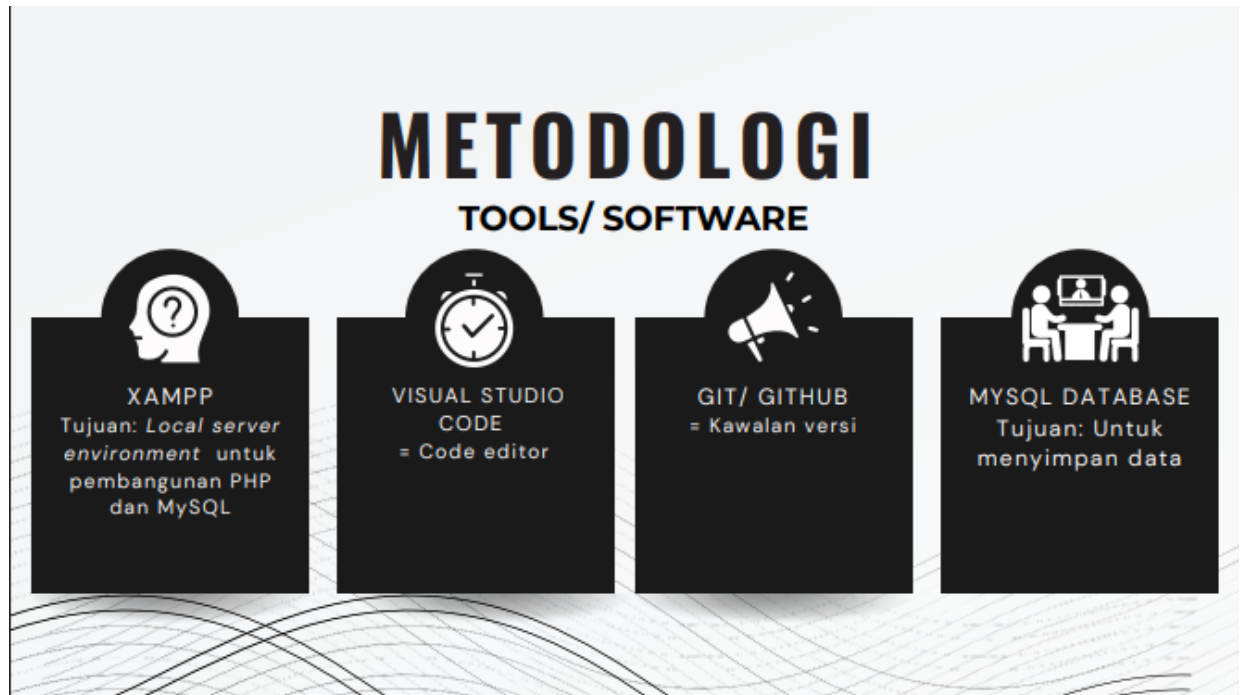 METODOLOGI
TOOLS/ SOFTWARE
XAMPP
Tujuan: Local server
environment untuk
pembangunan PHP
dan MySQL
VISUAL STUDIO
CODE
= Code editor
GIT/ GITHUB
= Kawalan versi
MYSQL DATABASE
Tujuan: Untuk
menyimpan data